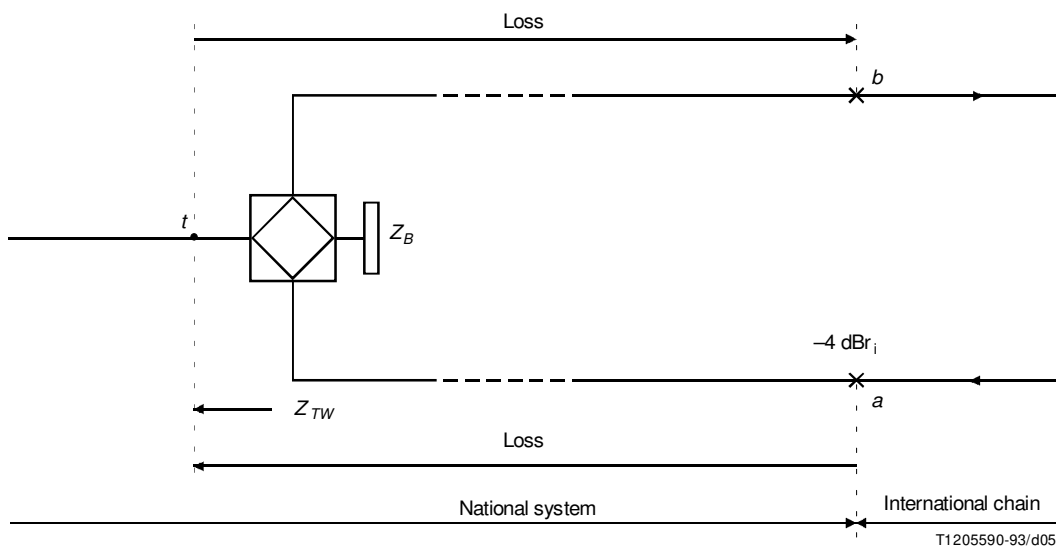 Loss
b
t
Z_B
–4 dBr_i
a
Z_TW
Loss
National system
International chain
T1205590-93/d05